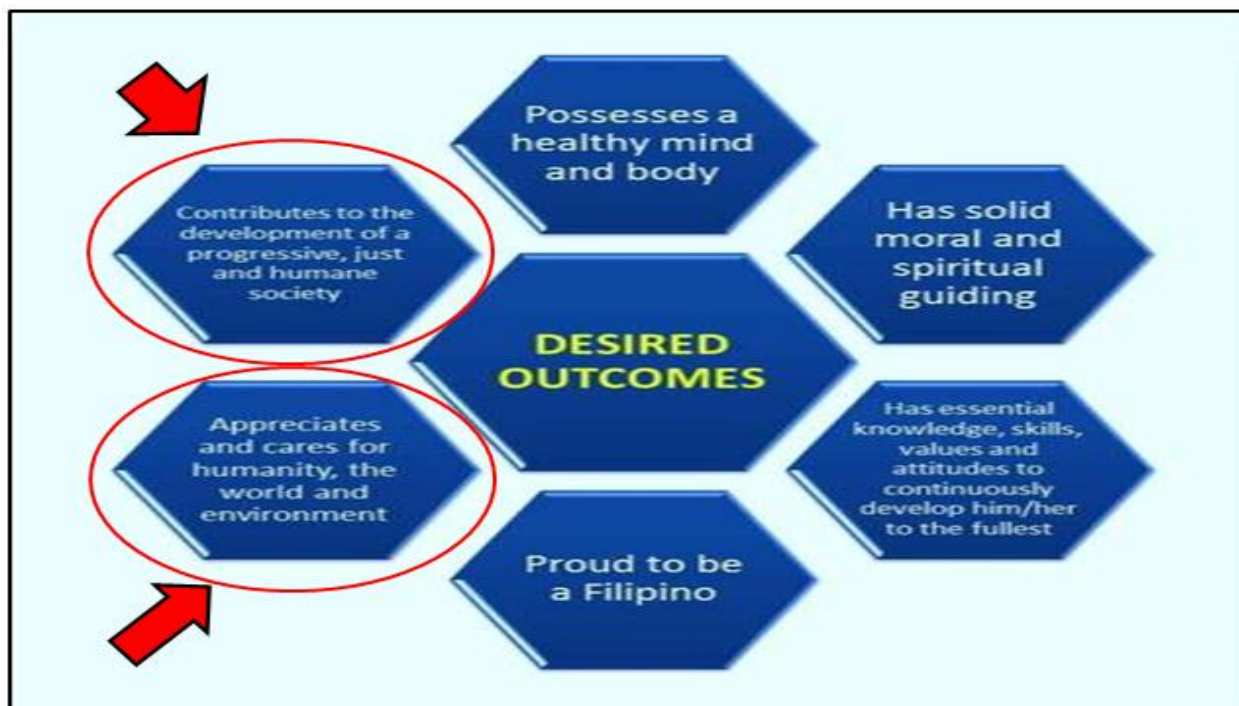 Possesses a
healthy mind
and body
Contributes to the
development of a
progressive, just
and humane
society
Has solid
moral and
spiritual
guiding
DESIRED
OUTCOMES
Appreciates
and cares for
humanity, the
world and
environment
Has essential
knowledge, skills,
values and
attitudes to
continuously
develop him/her
to the fullest
Proud to be
a Filipino